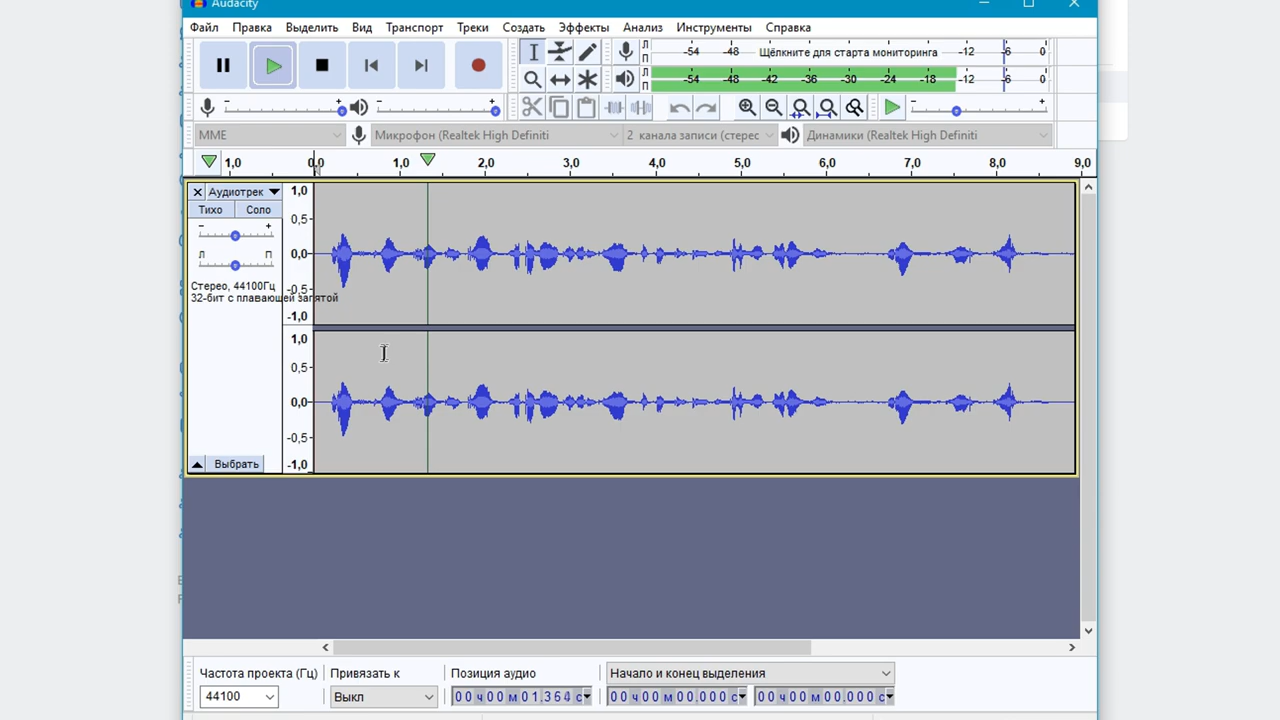 Audacity
Файл Правка Выделить Вид Транспорт Треки Создать Эффекты Анализ Инструменты Справка
Л П -54 -48 Щёлкните для старта мониторинга -12 -6 0
Л П -54 -48 -42 -36 -30 -24 -18 -12 -6 0
- + - + - +
MME Микрофон (Realtek High Definiti 2 канала записи (стерес Динамики (Realtek High Definiti
1,0 0,0 1,0 2,0 3,0 4,0 5,0 6,0 7,0 8,0 9,0
Аудиотрек 1,0
Тихо Соло 0,5
- +
Л П 0,0
Стерео, 44100Гц -0,5
32-бит с плавающей запятой
-1,0
1,0
0,5
0,0
-0,5
Выбрать -1,0
Частота проекта (Гц) Привязать к Позиция аудио Начало и конец выделения
44100 Выкл 00 ч 00 м 01.364 с 00 ч 00 м 00.000 с 00 ч 00 м 00.000 с